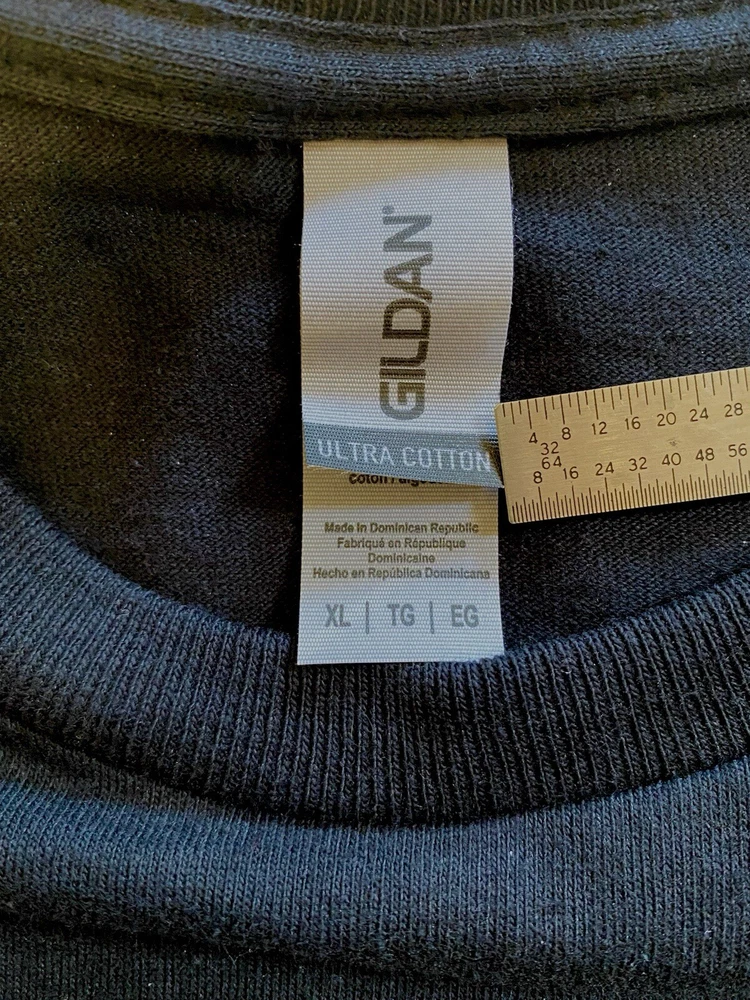 GILDAN®
ULTRA COTTON
Made in Dominican Republic
Fabriqué en République
Dominicaine
Hecho en República Dominicana
XL | TG | EG
4 8 12 16 20 24 28
32
64
8 16 24 32 40 48 56